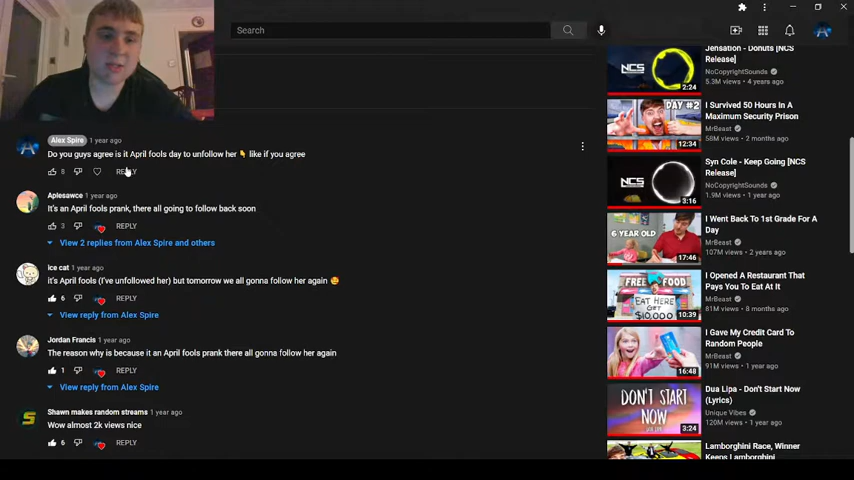 Search
Alex Spire 1 year ago
Do you guys agree is it April fools day to unfollow her 👇 like if you agree
8 REPLY
Aplesawce 1 year ago
It's an April fools prank, there all going to follow back soon
3 REPLY
View 2 replies from Alex Spire and others
Ice cat 1 year ago
it's April fools (I've unfollowed her) but tomorrow we all gonna follow her again 🤩
6 REPLY
View reply from Alex Spire
Jordan Francis 1 year ago
The reason why is because it an April fools prank there all gonna follow her again
1 REPLY
View reply from Alex Spire
Shawn makes random streams 1 year ago
Wow almost 2k views nice
6 REPLY
NCS
2:24
Jensation - Donuts [NCS
Release]
NoCopyrightSounds
5.3M views • 4 years ago
DAY #2
12:34
I Survived 50 Hours In A
Maximum Security Prison
MrBeast
58M views • 2 months ago
NCS
3:16
Syn Cole - Keep Going [NCS
Release]
NoCopyrightSounds
1.9M views • 1 year ago
6 YEAR OLD
17:46
I Went Back To 1st Grade For A
Day
MrBeast
107M views • 2 years ago
FREE FOOD
EAT HERE
GET
$10,000
10:39
I Opened A Restaurant That
Pays You To Eat At It
MrBeast
81M views • 8 months ago
16:48
I Gave My Credit Card To
Random People
MrBeast
91M views • 1 year ago
DON'T START
NOW
3:24
Dua Lipa - Don't Start Now
(Lyrics)
Unique Vibes
120M views • 1 year ago
Lamborghini Race, Winner
Keeps Lamborghini